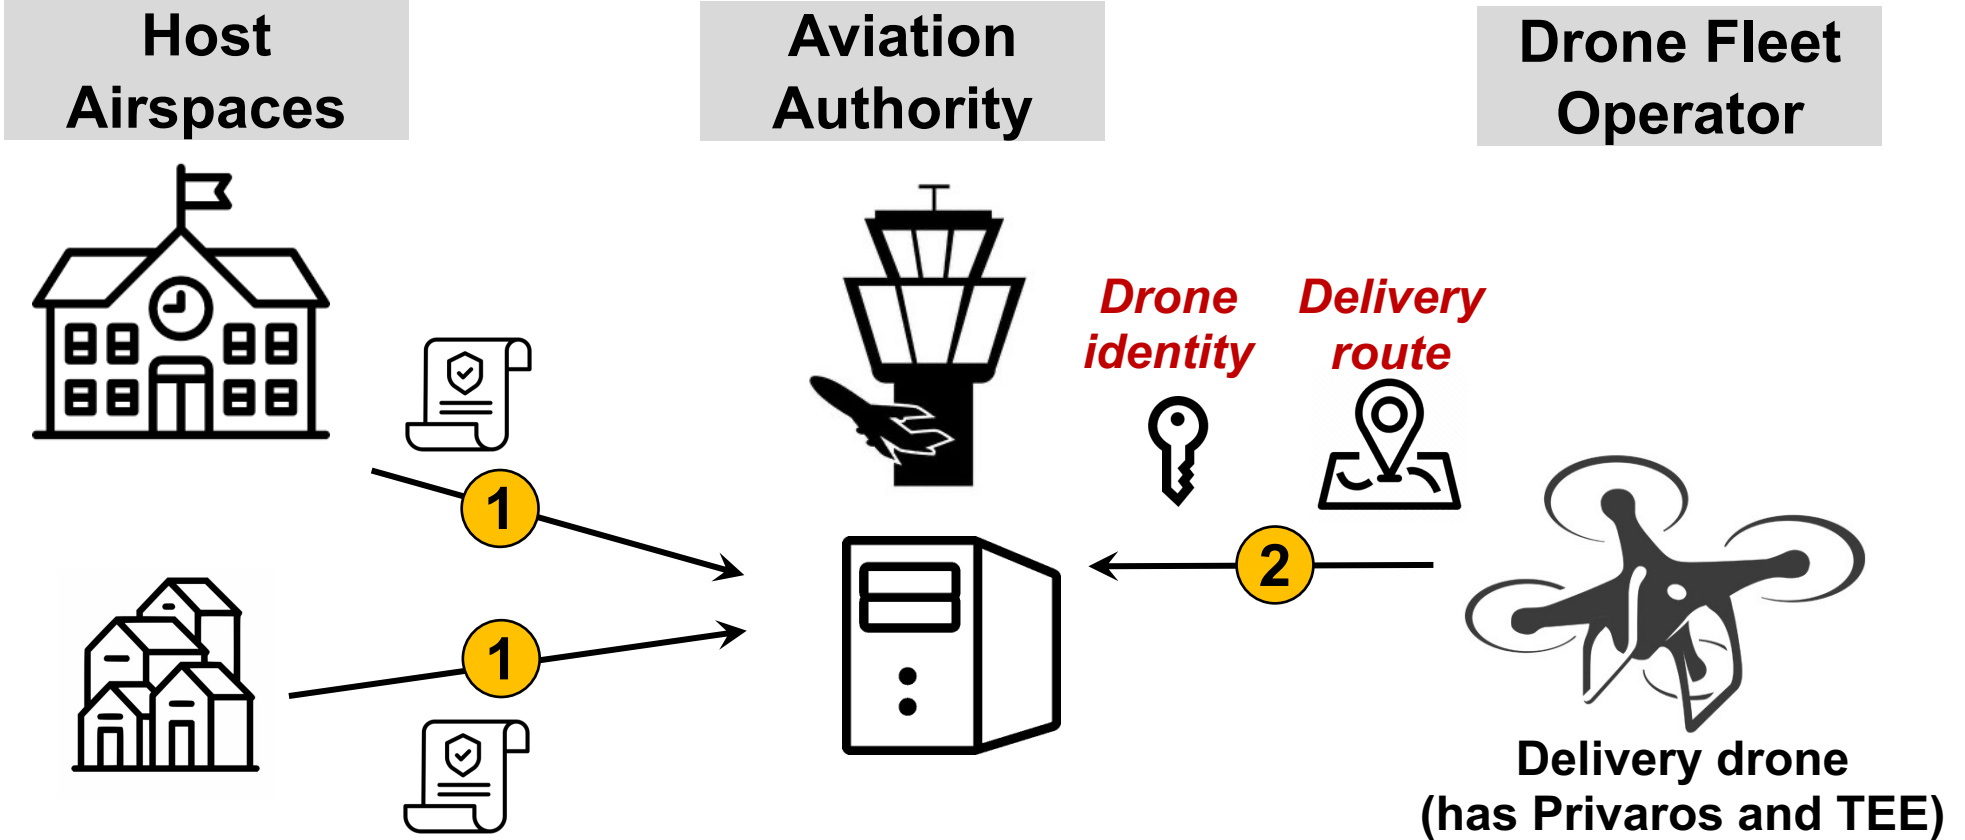 Host
Airspaces
Aviation
Authority
Drone Fleet
Operator
Drone
identity
Delivery
route
1
2
1
Delivery drone
(has Privaros and TEE)